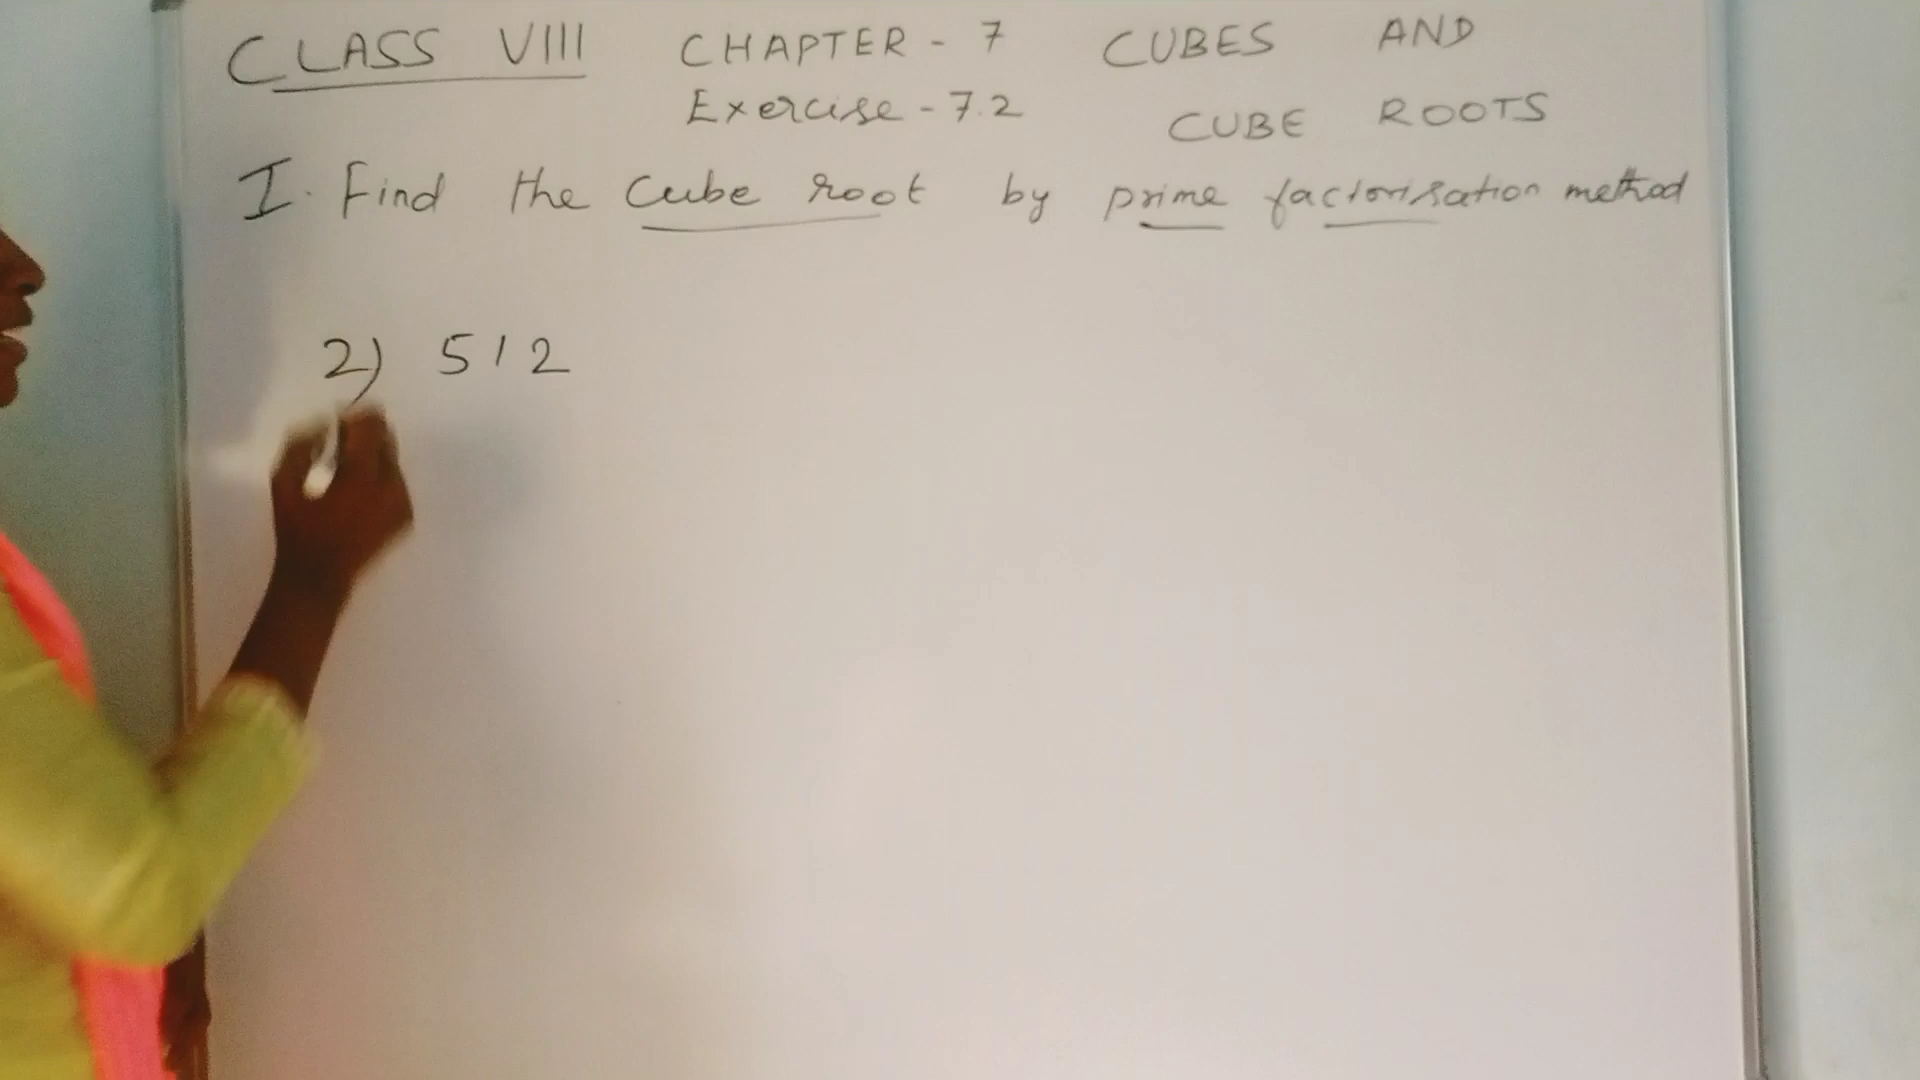 CLASS VIII CHAPTER - 7 CUBES AND
Exercise - 7.2 CUBE ROOTS
I. Find the cube root by prime factorisation method
2) 512